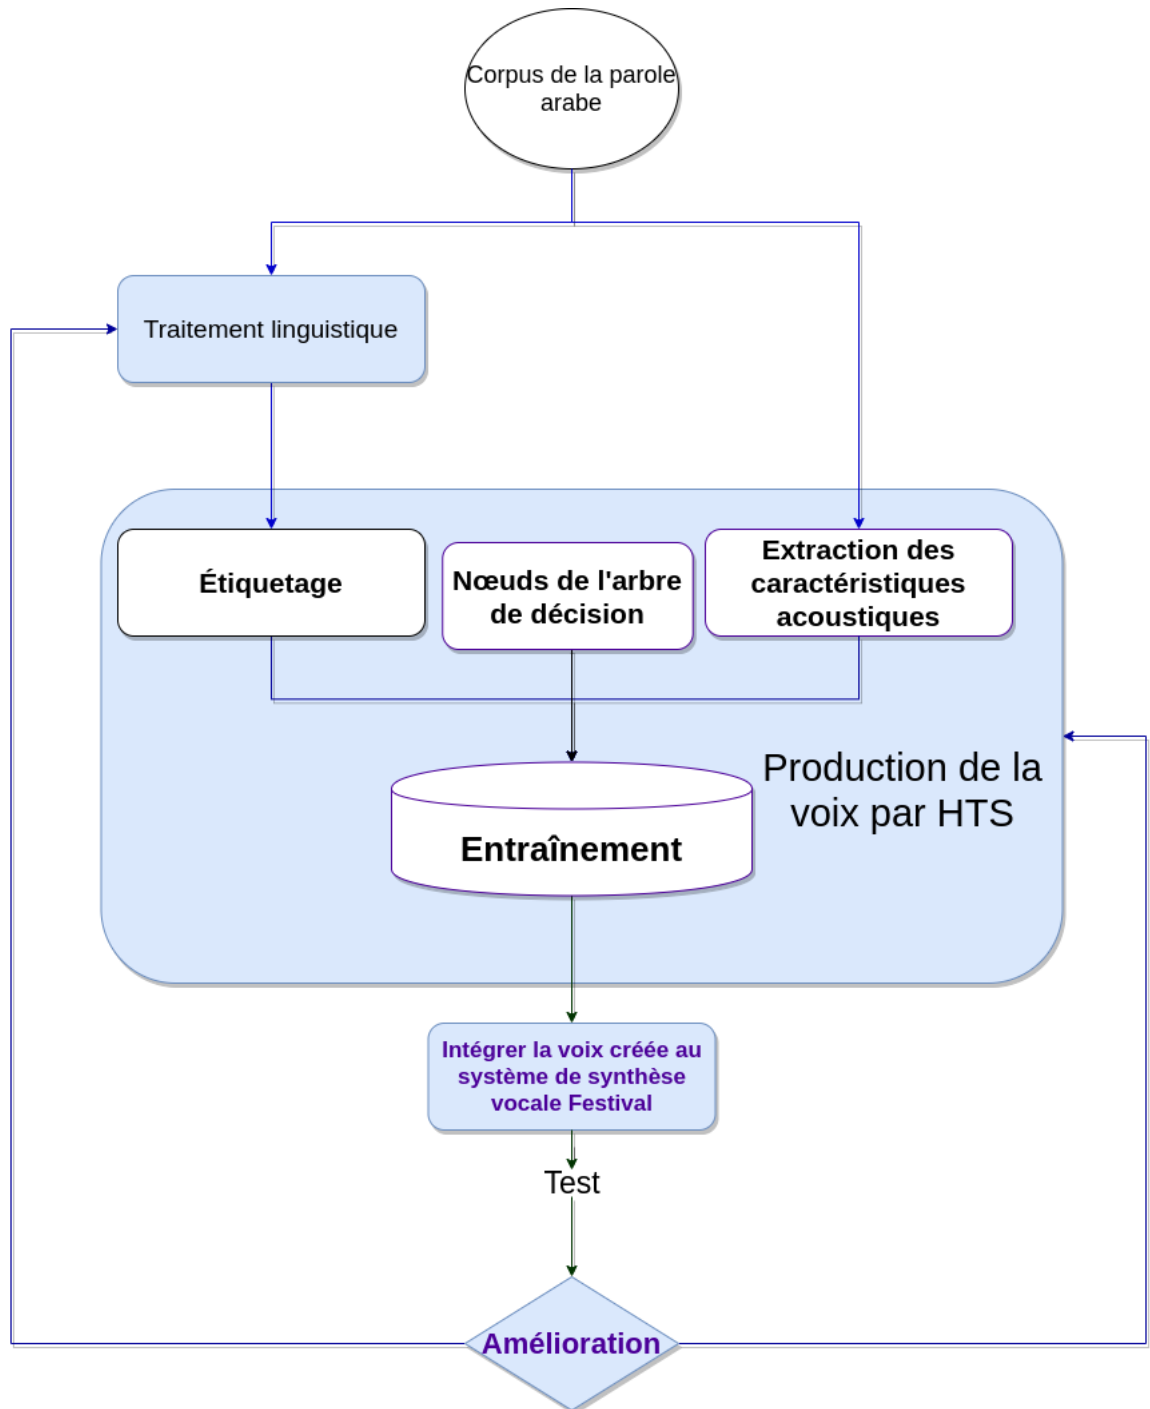 Corpus de la parole
arabe
Traitement linguistique
Étiquetage
Nœuds de l'arbre
de décision
Extraction des
caractéristiques
acoustiques
Production de la
voix par HTS
Entraînement
Intégrer la voix créée au
système de synthèse
vocale Festival
Test
Amélioration